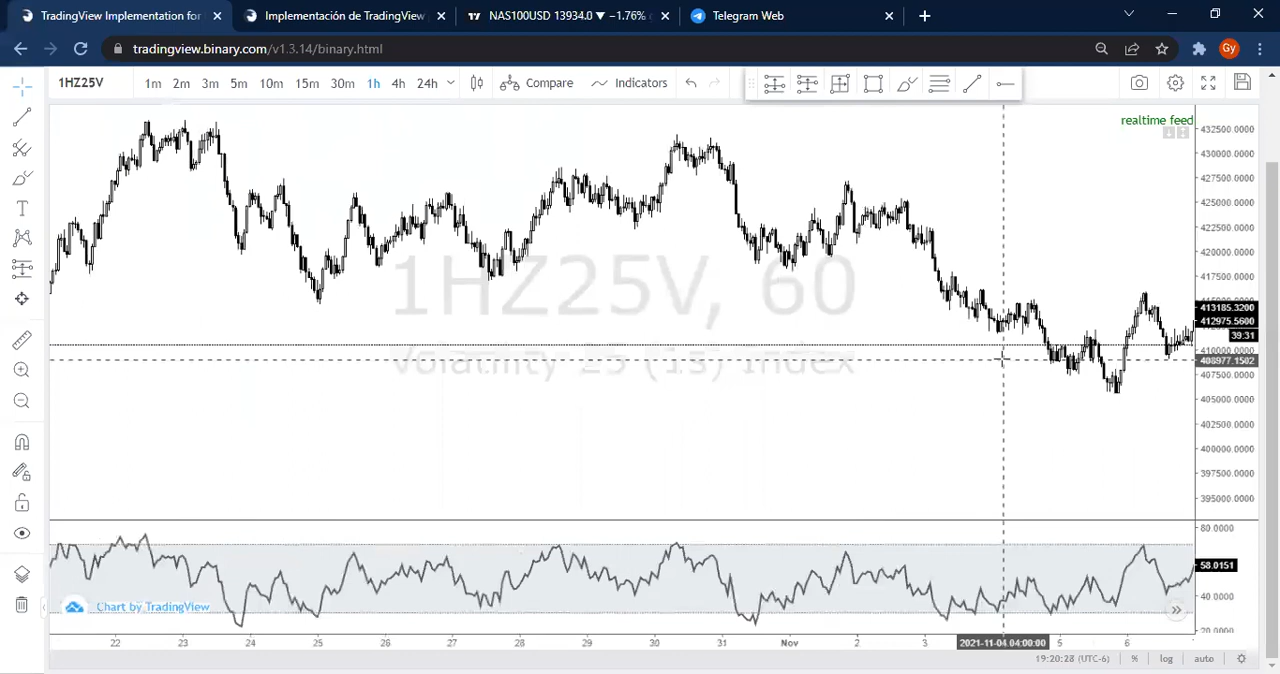 TradingView Implementation for
Implementación de TradingView
NAS100USD 13934.0 ▼ −1.76%
Telegram Web
tradingview.binary.com/v1.3.14/binary.html
Gy
1HZ25V
1m 2m 3m 5m 10m 15m 30m 1h 4h 24h
Compare
Indicators
realtime feed
1HZ25V, 60
Volatility 25 (1s) Index
432500.0000
430000.0000
427500.0000
425000.0000
422500.0000
420000.0000
417500.0000
413185.3200
412975.5600
39:31
410000.0000
408977.1502
407500.0000
405000.0000
402500.0000
400000.0000
397500.0000
395000.0000
80.0000
58.0151
40.0000
20.0000
Chart by TradingView
22 23 24 25 26 27 28 29 30 31 Nov 2 3 2021-11-04 04:00:00 5 6
19:20:28 (UTC-6) % log auto